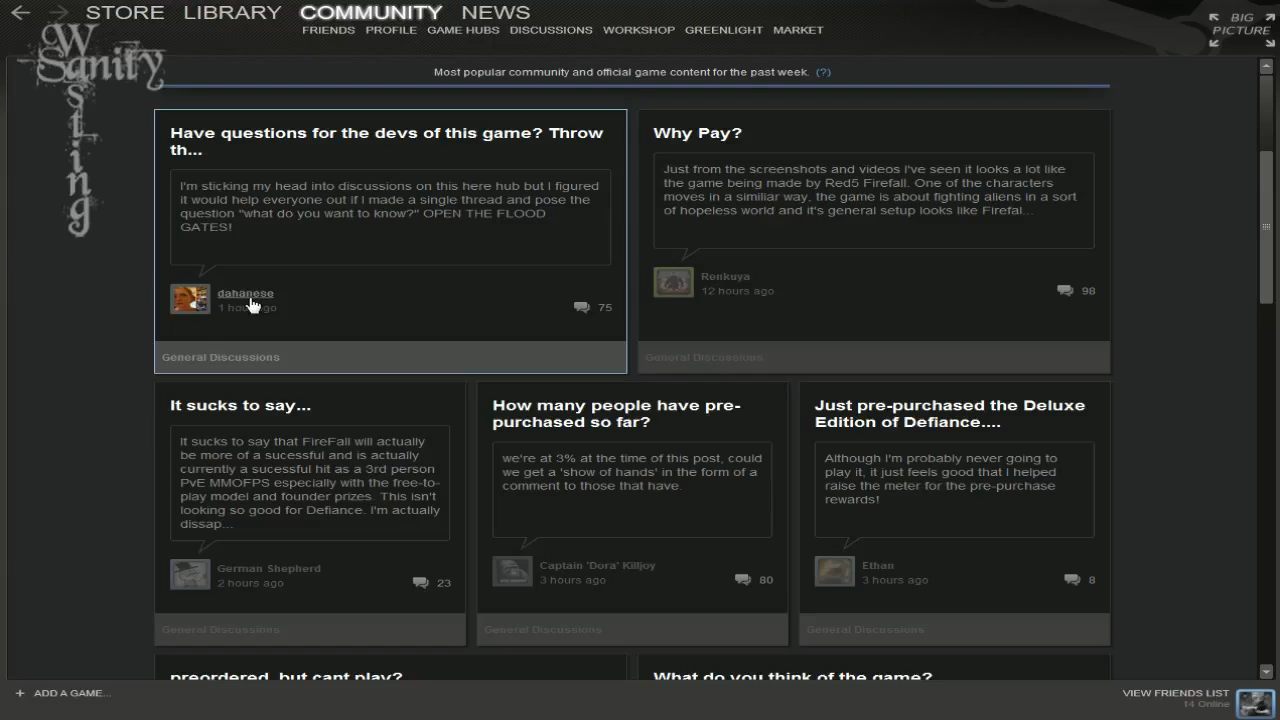 STORE LIBRARY COMMUNITY NEWS
FRIENDS PROFILE GAME HUBS DISCUSSIONS WORKSHOP GREENLIGHT MARKET
BIG
PICTURE
Wasting
Sanity
Most popular community and official game content for the past week. (?)
Have questions for the devs of this game? Throw
th...
I'm sticking my head into discussions on this here hub but I figured
it would help everyone out if I made a single thread and pose the
question "what do you want to know?" OPEN THE FLOOD
GATES!
dahanese
1 hour ago
75
General Discussions
Why Pay?
Just from the screenshots and videos I've seen it looks a lot like
the game being made by Red5 Firefall. One of the characters
moves in a similiar way, the game is about fighting aliens in a sort
of hopeless world and it's general setup looks like Firefal...
Renkuya
12 hours ago
98
General Discussions
It sucks to say...
It sucks to say that FireFall will actually
be more of a sucessful and is actually
currently a sucessful hit as a 3rd person
PvE MMOFPS especially with the free-to-
play model and founder prizes. This isn't
looking so good for Defiance. I'm actually
dissap...
German Shepherd
2 hours ago
23
General Discussions
How many people have pre-
purchased so far?
we're at 3% at the time of this post, could
we get a 'show of hands' in the form of a
comment to those that have.
Captain 'Dora' Killjoy
3 hours ago
80
General Discussions
Just pre-purchased the Deluxe
Edition of Defiance....
Although I'm probably never going to
play it, it just feels good that I helped
raise the meter for the pre-purchase
rewards!
Ethan
3 hours ago
8
General Discussions
preordered, but cant play?
What do you think of the game?
+ ADD A GAME...
VIEW FRIENDS LIST
14 Online